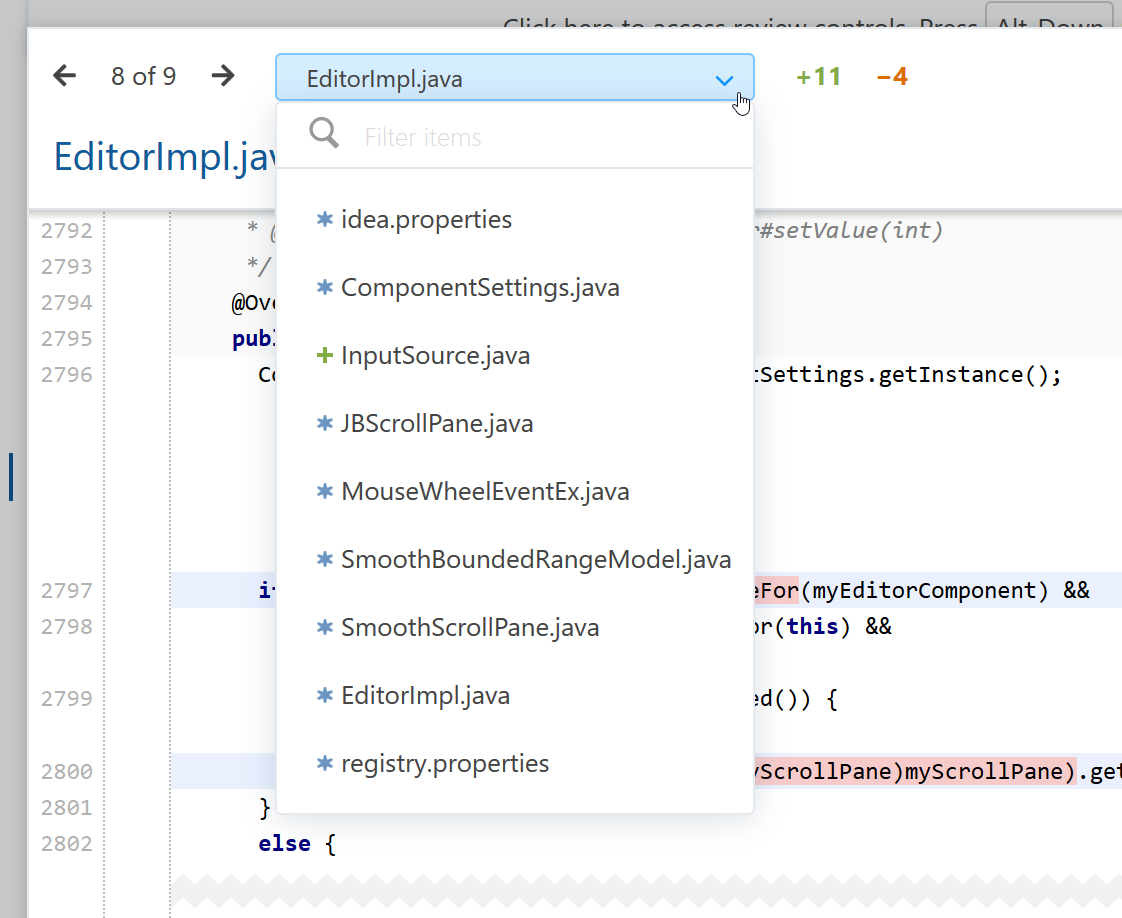 Click here to access review controls. Press Alt Down
8 of 9 EditorImpl.java +11 −4
Filter items
EditorImpl.jav
idea.properties
ComponentSettings.java
InputSource.java
JBScrollPane.java
MouseWheelEventEx.java
SmoothBoundedRangeModel.java
SmoothScrollPane.java
EditorImpl.java
registry.properties
2792 * @ r#setValue(int)
2793 */
2794 @Ove
2795 publ
2796 Co tSettings.getInstance();
2797 if eFor(myEditorComponent) &&
2798 or(this) &&
2799 ed()) {
2800 yScrollPane)myScrollPane).get
2801 }
2802 else {